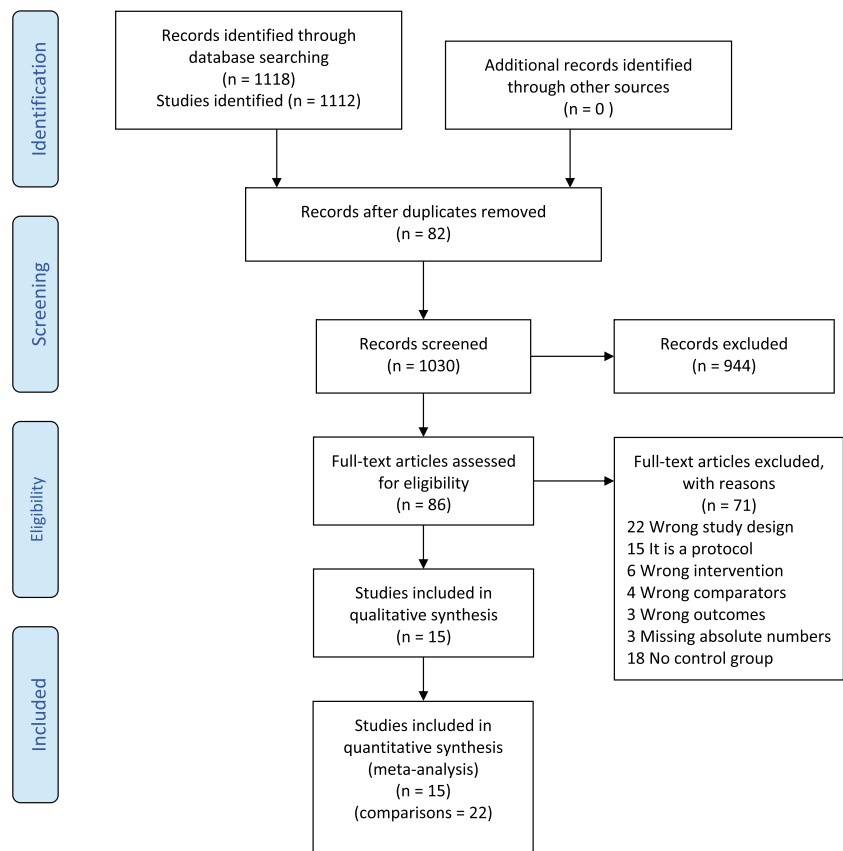 Identification
Records identified through
database searching
(n = 1118)
Studies identified (n = 1112)
Additional records identified
through other sources
(n = 0 )
Records after duplicates removed
(n = 82)
Screening
Records screened
(n = 1030)
Records excluded
(n = 944)
Eligibility
Full-text articles assessed
for eligibility
(n = 86)
Full-text articles excluded,
with reasons
(n = 71)
22 Wrong study design
15 It is a protocol
6 Wrong intervention
4 Wrong comparators
3 Wrong outcomes
3 Missing absolute numbers
18 No control group
Studies included in
qualitative synthesis
(n = 15)
Included
Studies included in
quantitative synthesis
(meta-analysis)
(n = 15)
(comparisons = 22)